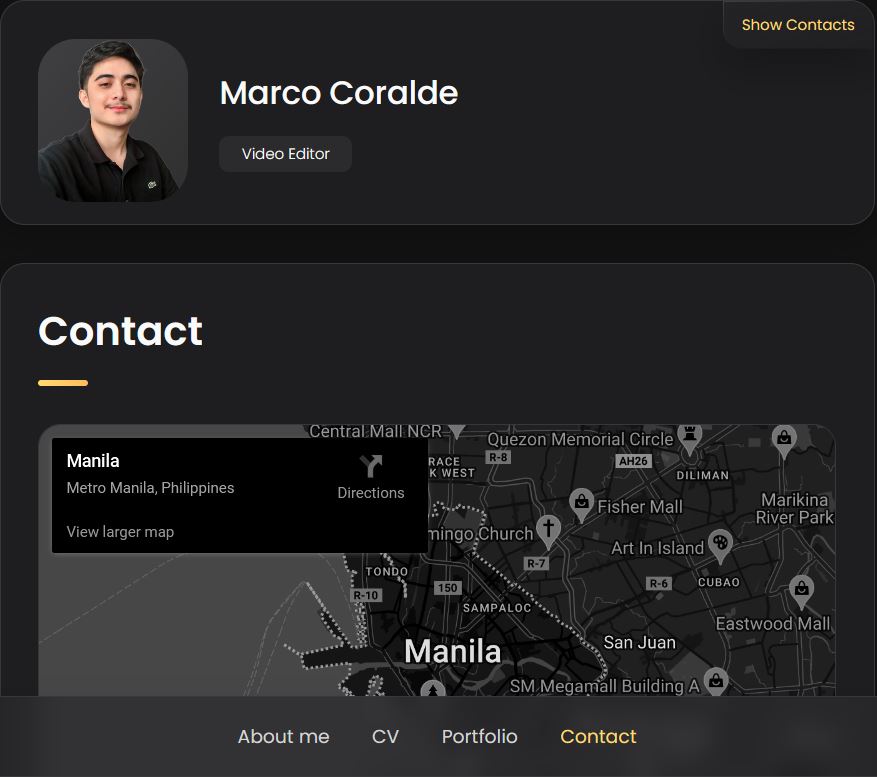 Show Contacts
Marco Coralde
Video Editor
Contact
Central Mall NCR
Quezon Memorial Circle
Manila
Metro Manila, Philippines
Directions
View larger map
RACE
K WEST
R-8
AH26
DILIMAN
Fisher Mall
Marikina
River Park
mingo Church
Art In Island
R-7
TONDO
R-10
150
SAMPALOC
R-6
CUBAO
Eastwood Mall
Manila
San Juan
SM Megamall Building A
About me
CV
Portfolio
Contact